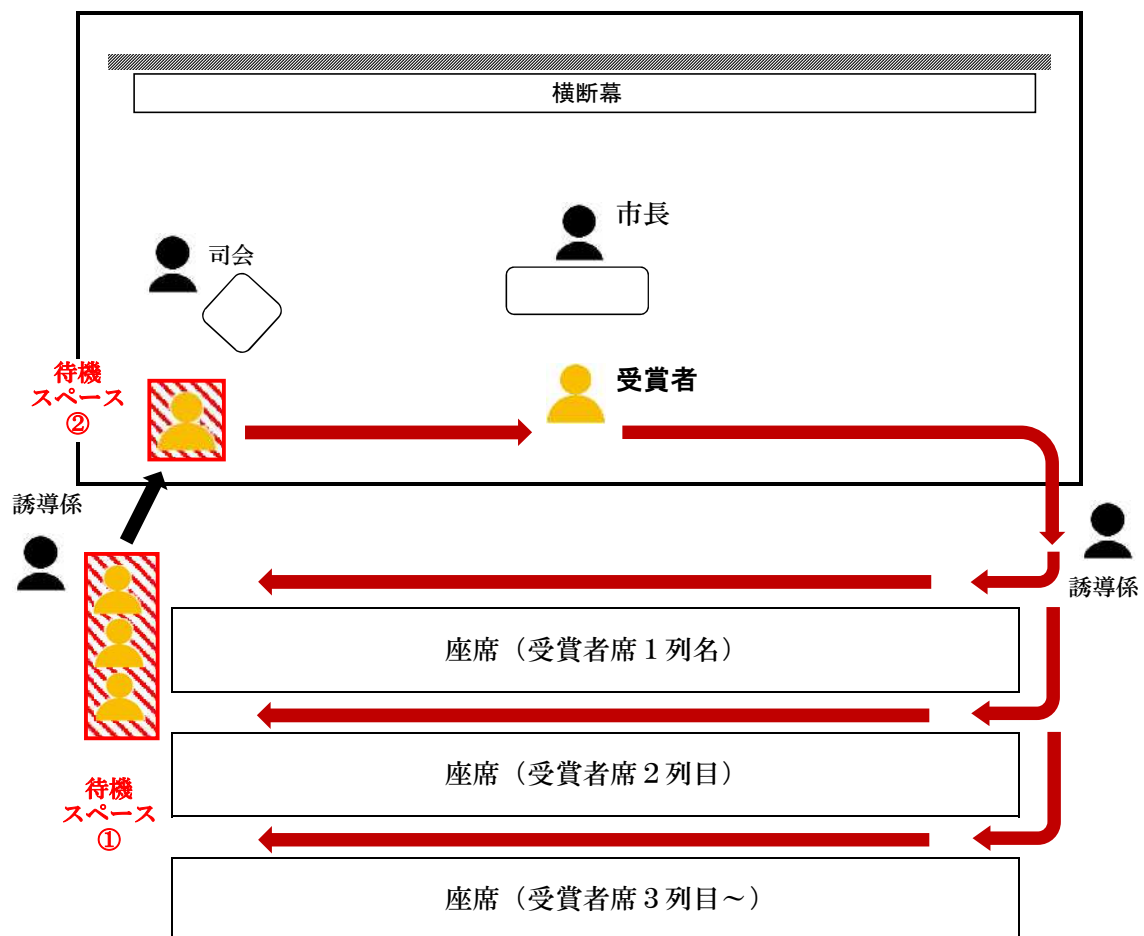 横断幕
市長
司会
待機
スペース
②
受賞者
誘導係
誘導係
座席（受賞者席１列名）
座席（受賞者席２列目）
待機
スペース
①
座席（受賞者席３列目～）